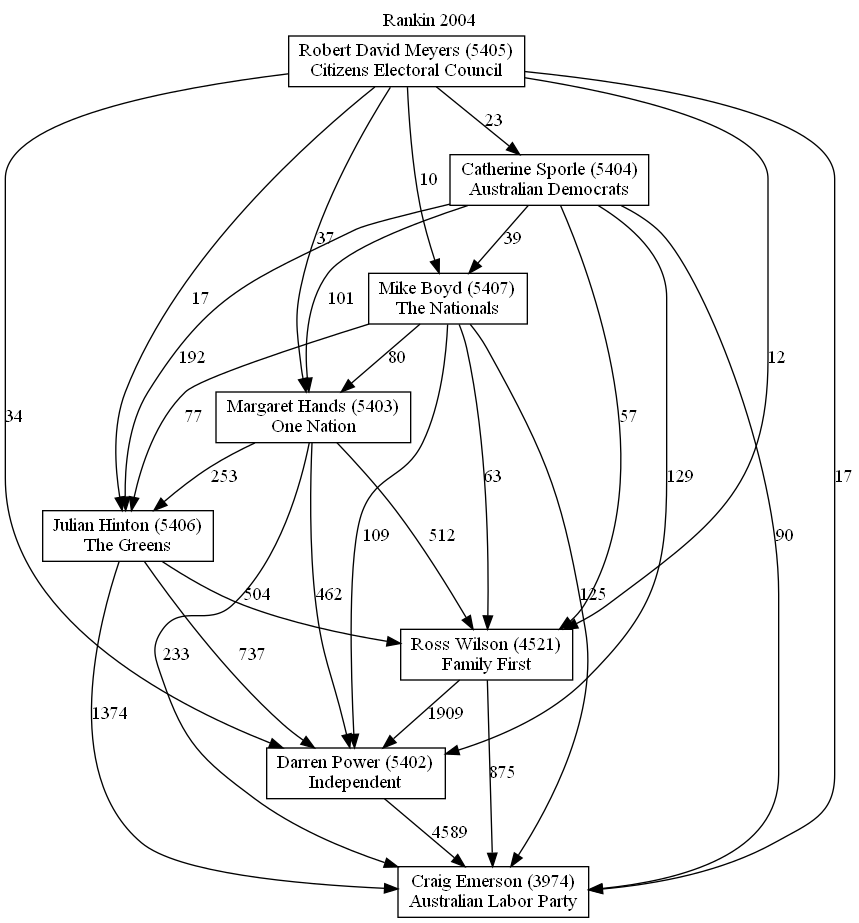 Rankin 2004
Robert David Meyers (5405)
Citizens Electoral Council
23
Catherine Sporle (5404)
Australian Democrats
10
37
39
Mike Boyd (5407)
The Nationals
17
101
192
80
12
77
57
34
Margaret Hands (5403)
One Nation
253
63
129
17
Julian Hinton (5406)
The Greens
109
512
90
504
462
125
Ross Wilson (4521)
Family First
233
737
1374
1909
Darren Power (5402)
Independent
875
4589
Craig Emerson (3974)
Australian Labor Party